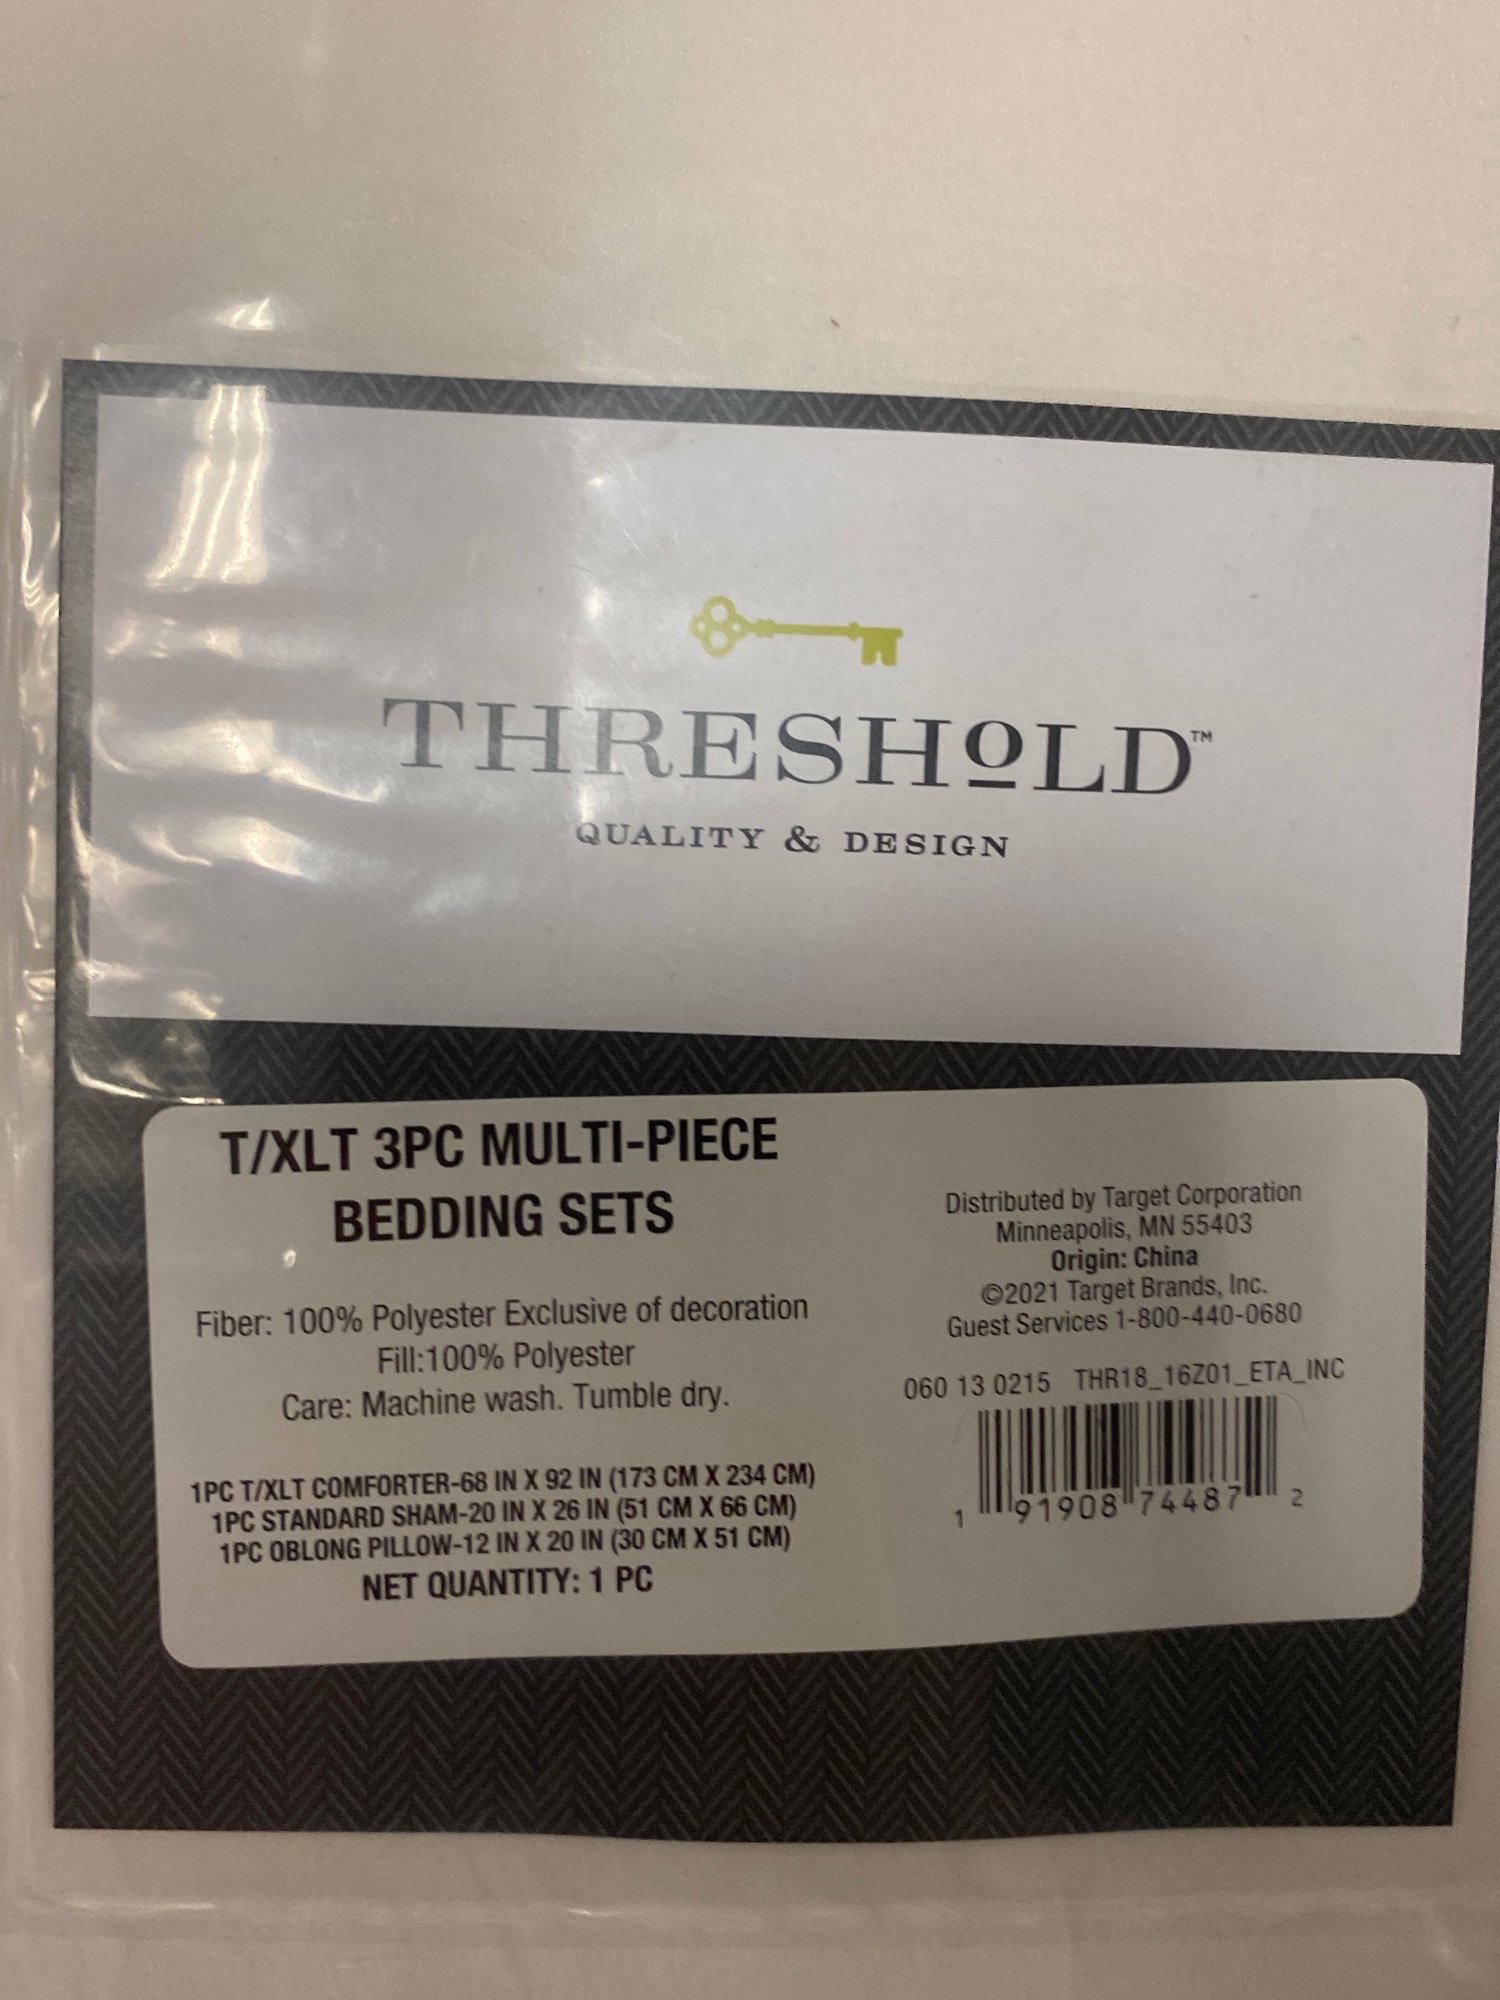 THRESHOLD™
QUALITY & DESIGN
T/XLT 3PC MULTI-PIECE
BEDDING SETS
Fiber: 100% Polyester Exclusive of decoration
Fill:100% Polyester
Care: Machine wash. Tumble dry.
1PC T/XLT COMFORTER-68 IN X 92 IN (173 CM X 234 CM)
1PC STANDARD SHAM-20 IN X 26 IN (51 CM X 66 CM)
1PC OBLONG PILLOW-12 IN X 20 IN (30 CM X 51 CM)
NET QUANTITY: 1 PC
Distributed by Target Corporation
Minneapolis, MN 55403
Origin: China
©2021 Target Brands, Inc.
Guest Services 1-800-440-0680
060 13 0215 THR18_16Z01_ETA_INC
1 91908 74487 2